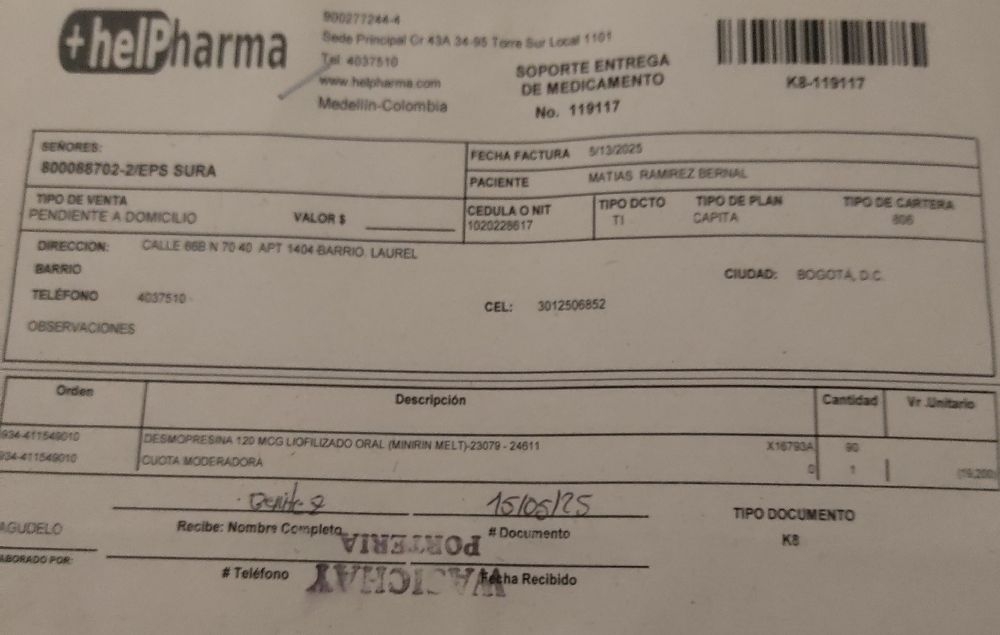 +helPharma
900277244-4
Sede Principal Cr 43A 34-95 Torre Sur Local 1101
Tel 4037510
www.helpharma.com
Medellín-Colombia
SOPORTE ENTREGA
DE MEDICAMENTO
No. 119117
K8-119117
SEÑORES:
800088702-2/EPS SURA
FECHA FACTURA 5/13/2025
PACIENTE MATIAS RAMIREZ BERNAL
TIPO DE VENTA
PENDIENTE A DOMICILIO VALOR $
CEDULA O NIT
1020228617
TIPO DCTO TIPO DE PLAN TIPO DE CARTERA
TI CAPITA 806
DIRECCION: CALLE 66B N 70 40 APT 1404 BARRIO. LAUREL
BARRIO
CIUDAD: BOGOTÁ, D.C.
TELÉFONO 4037510
CEL: 3012506852
OBSERVACIONES
Orden Descripción Cantidad Vr .Unitario
934-411549010 DESMOPRESINA 120 MCG LIOFILIZADO ORAL (MINIRIN MELT)-23079 - 24611 X16793A 90
934-411549010 CUOTA MODERADORA 0 1 (19,200)
15/05/25
AGUDELO
Recibe: Nombre Completo # Documento
TIPO DOCUMENTO
K8
PORTERIA
ABORADO POR:
# Teléfono Fecha Recibido